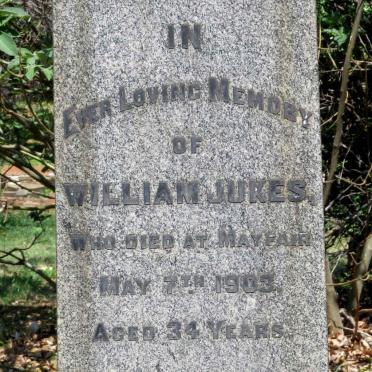 IN
EVER LOVING MEMORY
OF
WILLIAM JUKES,
WHO DIED AT MAYFAIR
MAY 7TH 1903.
AGED 34 YEARS.